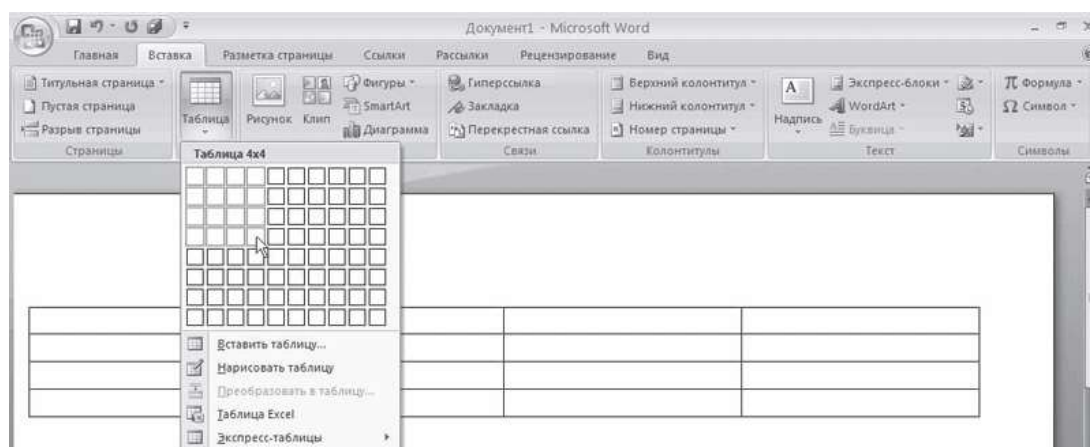 Документ1 - Microsoft Word
Главная Вставка Разметка страницы Ссылки Рассылки Рецензирование Вид
Титульная страница
Пустая страница
Разрыв страницы
Страницы
Таблица
Рисунок
Клип
Фигуры
SmartArt
Диаграмма
Гиперссылка
Закладка
Перекрестная ссылка
Связи
Верхний колонтитул
Нижний колонтитул
Номер страницы
Колонтитулы
Надпись
Экспресс-блоки
WordArt
Буквица
Текст
π Формула
Ω Символ
Символы
Таблица 4x4
Вставить таблицу...
Нарисовать таблицу
Преобразовать в таблицу...
Таблица Excel
Экспресс-таблицы